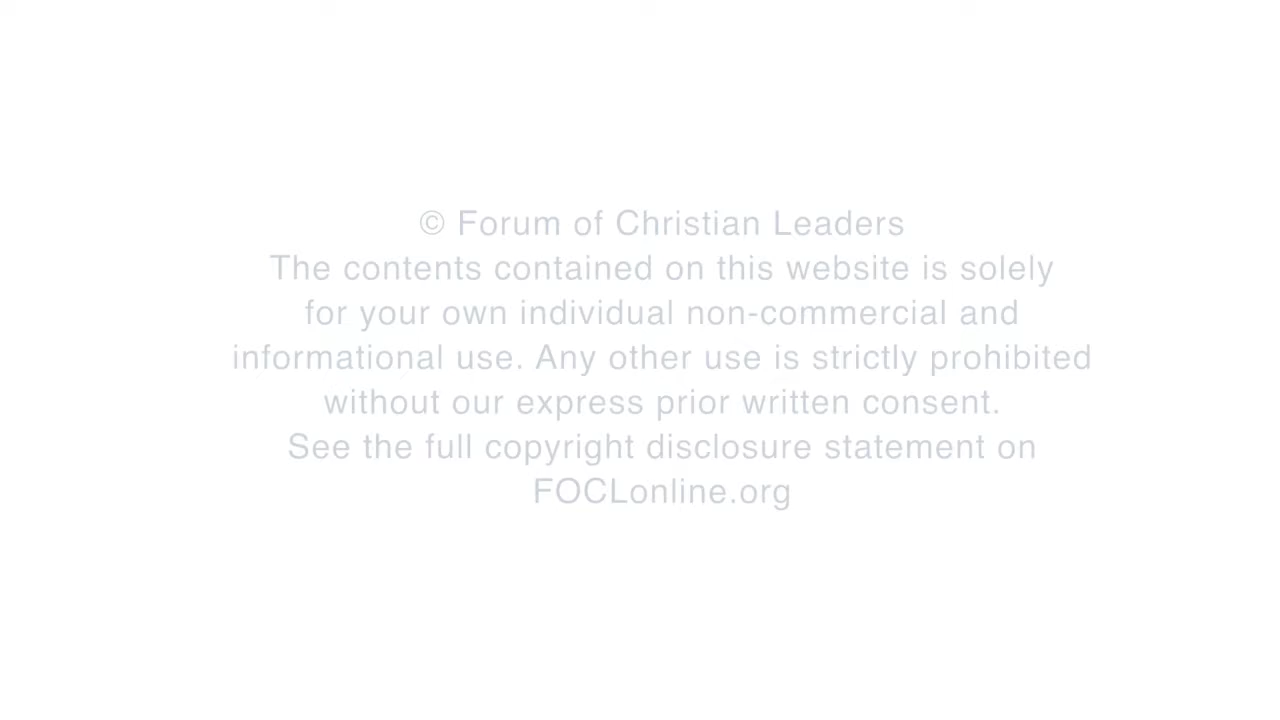 © Forum of Christian Leaders
The contents contained on this website is solely
for your own individual non-commercial and
informational use. Any other use is strictly prohibited
without our express prior written consent.
See the full copyright disclosure statement on
FOCLonline.org